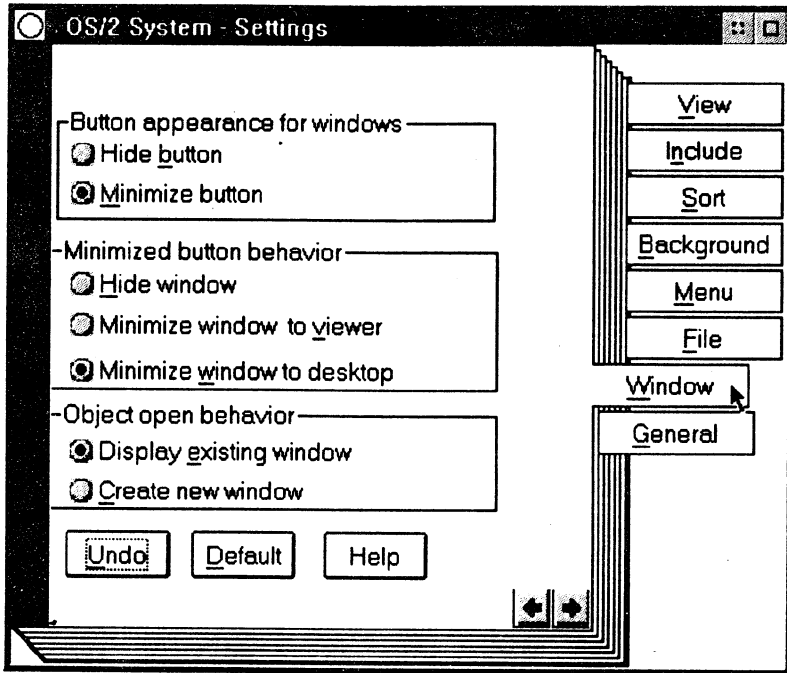 OS/2 System - Settings
Button appearance for windows
Hide button
Minimize button
Minimized button behavior
Hide window
Minimize window to viewer
Minimize window to desktop
Object open behavior
Display existing window
Create new window
Undo
Default
Help
View
Include
Sort
Background
Menu
File
Window
General